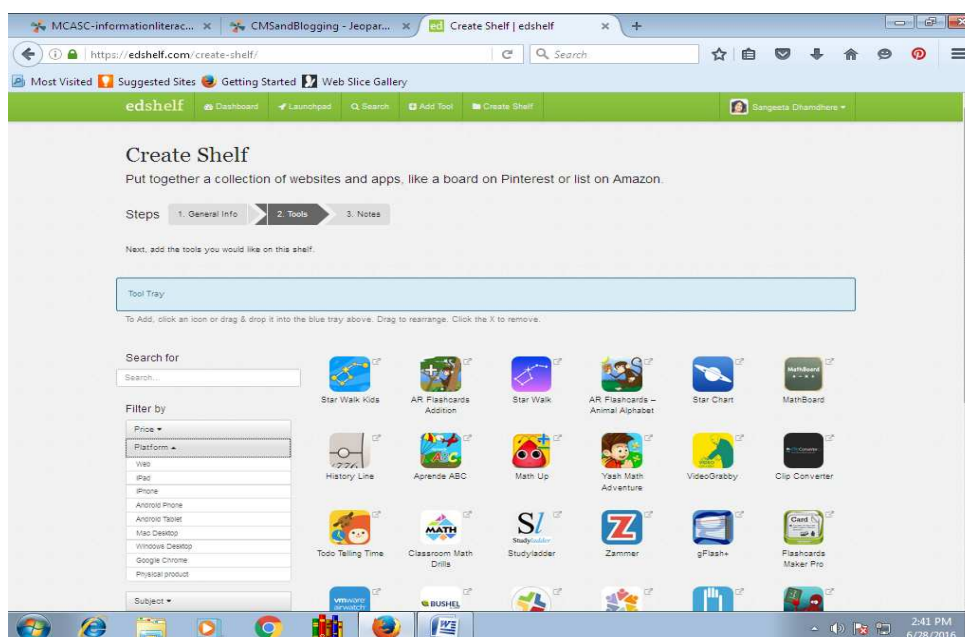 MCASC-informationliterac... ×
CMSandBlogging - Jeopar... ×
ed Create Shelf | edshelf ×
+
https://edshelf.com/create-shelf/
Search
Most Visited Suggested Sites Getting Started Web Slice Gallery
edshelf Dashboard Launchpad Search Add Tool Create Shelf Sangeeta Dhamdhere
Create Shelf
Put together a collection of websites and apps, like a board on Pinterest or list on Amazon.
Steps 1. General Info 2. Tools 3. Notes
Next, add the tools you would like on this shelf.
Tool Tray
To Add, click an icon or drag & drop it into the blue tray above. Drag to rearrange. Click the X to remove.
Search for
Search...
Filter by
Price
Platform
Web
iPad
iPhone
Android Phone
Android Tablet
Mac Desktop
Windows Desktop
Google Chrome
Physical product
Subject
MathBoard
Star Walk Kids
AR Flashcards Addition
Star Walk
AR Flashcards – Animal Alphabet
Star Chart
MathBoard
ABC
History Line
Aprende ABC
Math Up
Yash Math Adventure
VideoGrabby
Clip Converter
MATH
Sl
Studyladder
Z
Card
Todo Telling Time
Classroom Math Drills
Studyladder
Zammer
gFlash+
Flashcards Maker Pro
vmware airwatch
BUSHEL
2:41 PM
6/28/2016